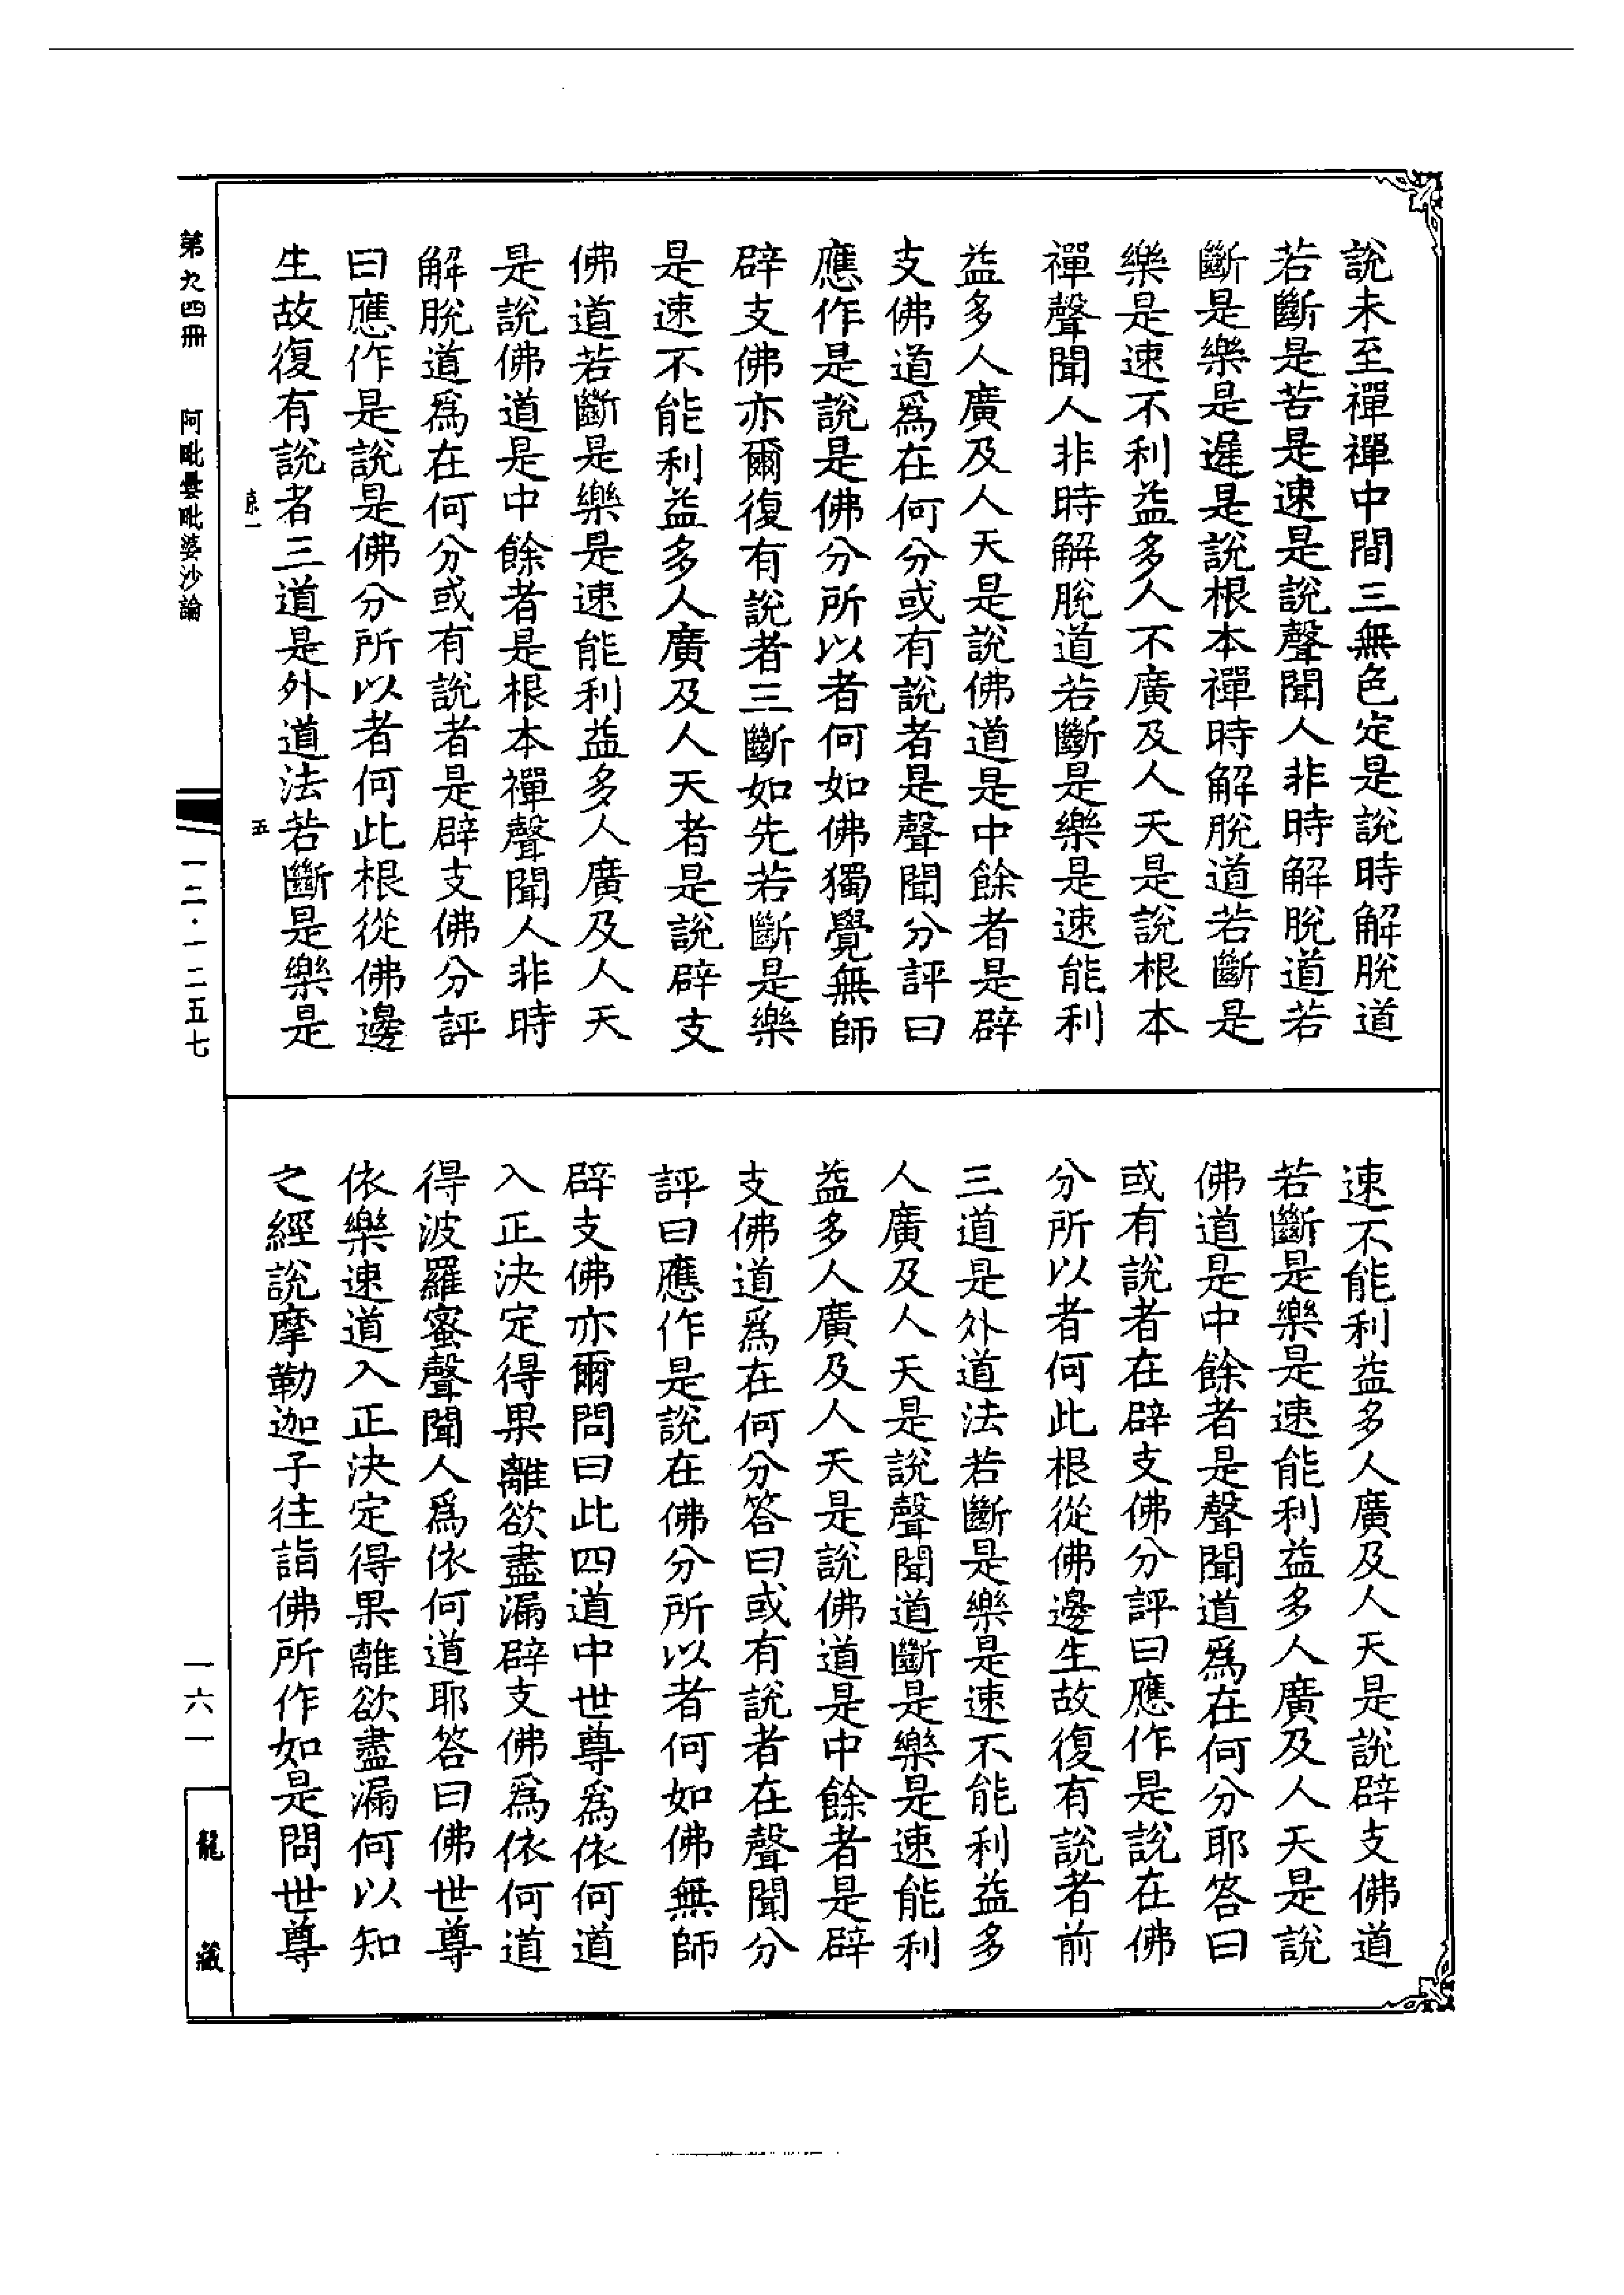 說未至禪禪中間三無色定是說時解脫道
若斷是苦是速是說聲聞人非時解脫道若
斷是樂是遲是說根本禪時解脫道若斷是
樂是速不利益多人不廣及人天是說根本
禪聲聞人非時解脫道若斷是樂是速能利
益多人廣及人天是說佛道是中餘者是辟
支佛道爲在何分或有說者是聲聞分評曰
應作是說是佛分所以者何如佛獨覺無師
辟支佛亦爾復有說者三斷如先若斷是樂
是速不能利益多人廣及人天者是說辟支
佛道若斷是樂是速能利益多人廣及人天
是說佛道是中餘者是根本禪聲聞人非時
解脫道爲在何分或有說者是辟支佛分評
曰應作是說是佛分所以者何此根從佛邊
生故復有說者三道是外道法若斷是樂是
速不能利益多人廣及人天是說辟支佛道
若斷是樂是速能利益多人廣及人天是說
佛道是中餘者是聲聞道爲在何分耶答曰
或有說者在辟支佛分評曰應作是說在佛
分所以者何此根從佛邊生故復有說者前
三道是外道法若斷是樂是速不能利益多
人廣及人天是說聲聞道斷是樂是速能利
益多人廣及人天是說佛道是中餘者是辟
支佛道爲在何分答曰或有說者在聲聞分
評曰應作是說在佛分所以者何如佛無師
辟支佛亦爾問曰此四道中世尊爲依何道
入正決定得果離欲盡漏辟支佛爲依何道
得波羅蜜聲聞人爲依何道耶答曰佛世尊
依樂速道入正決定得果離欲盡漏何以知
之經說摩勒迦子往詣佛所作如是問世尊
第九四冊 阿毗曇毗婆沙論
涼一 五
一二·一二五七
一六一
龍藏